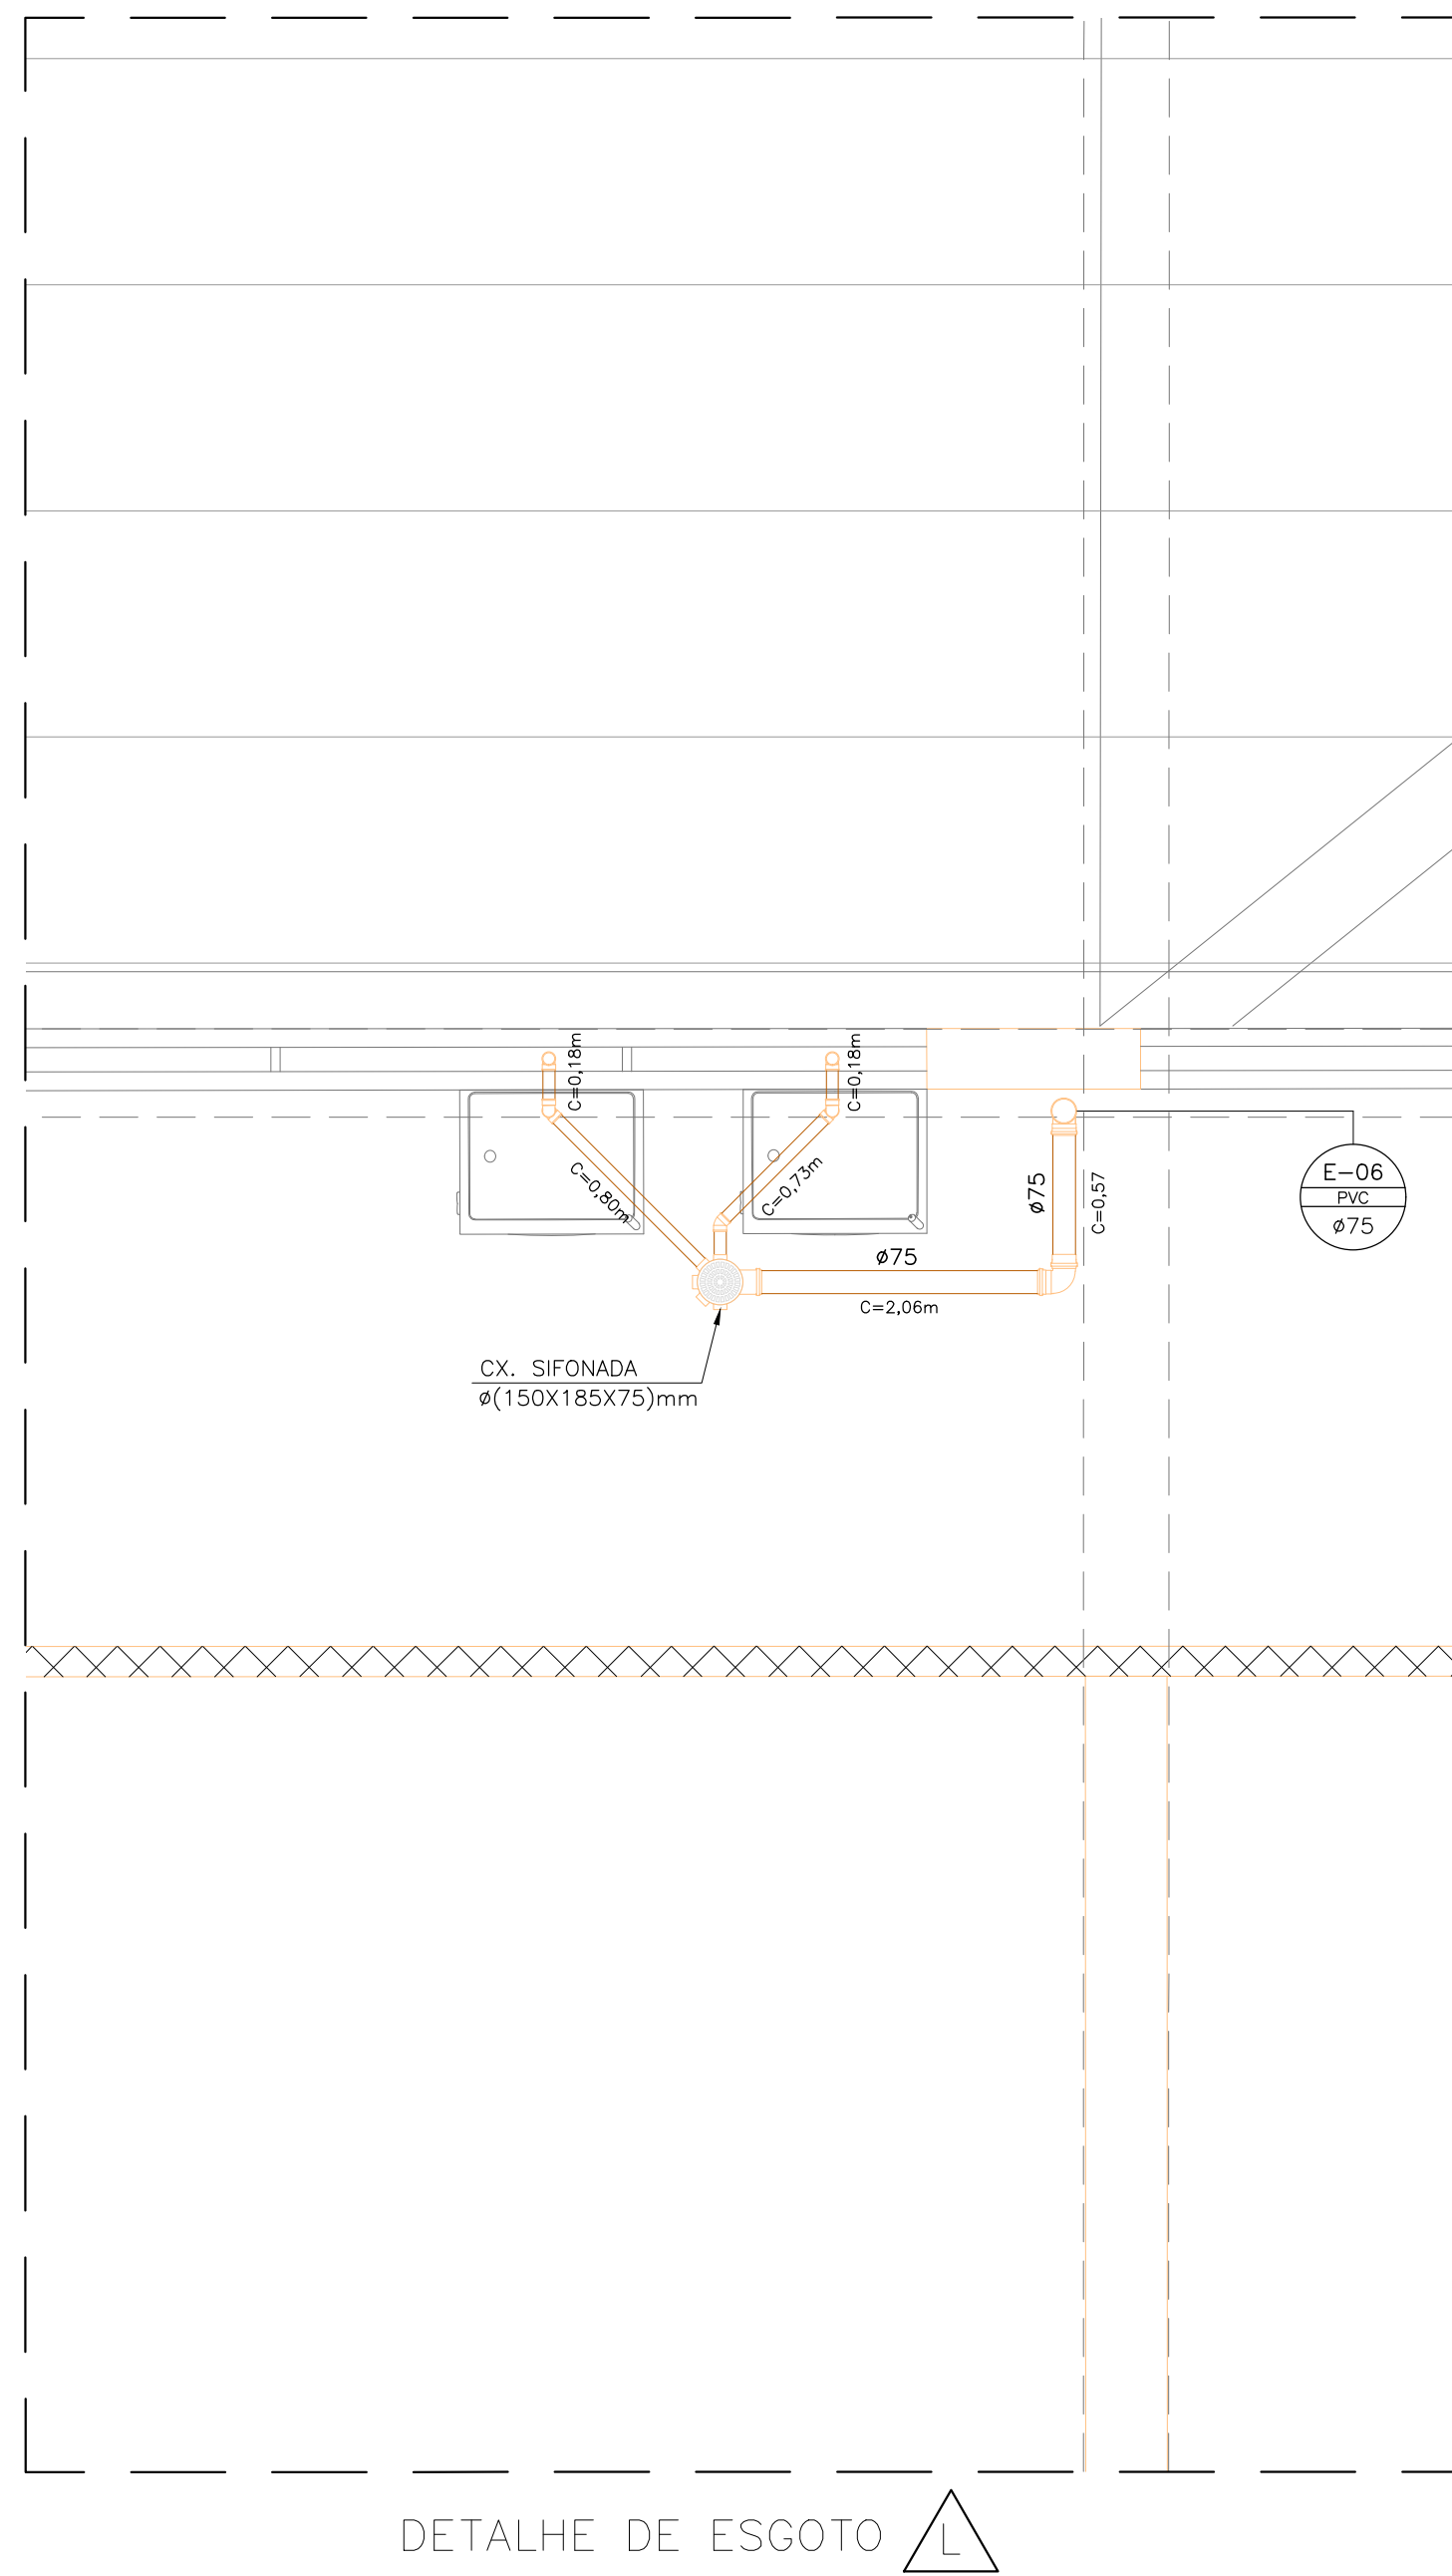 C=0,18m
C=0,18m
C=0,80m
C=0,73m
ø75
C=0,57
E-06
PVC
ø75
ø75
C=2,06m
CX. SIFONADA
ø(150X185X75)mm
DETALHE DE ESGOTO L